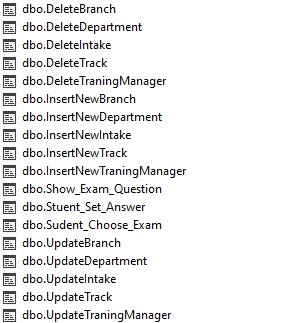 dbo.DeleteBranch
dbo.DeleteDepartment
dbo.DeleteIntake
dbo.DeleteTrack
dbo.DeleteTraningManager
dbo.InsertNewBranch
dbo.InsertNewDepartment
dbo.InsertNewIntake
dbo.InsertNewTrack
dbo.InsertNewTraningManager
dbo.Show_Exam_Question
dbo.Stuent_Set_Answer
dbo.Sudent_Choose_Exam
dbo.UpdateBranch
dbo.UpdateDepartment
dbo.UpdateIntake
dbo.UpdateTrack
dbo.UpdateTraningManager